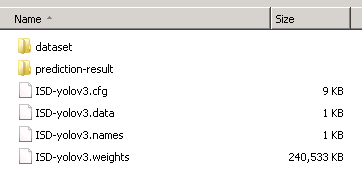 Name Size
dataset
prediction-result
ISD-yolov3.cfg 9 KB
ISD-yolov3.data 1 KB
ISD-yolov3.names 1 KB
ISD-yolov3.weights 240,533 KB